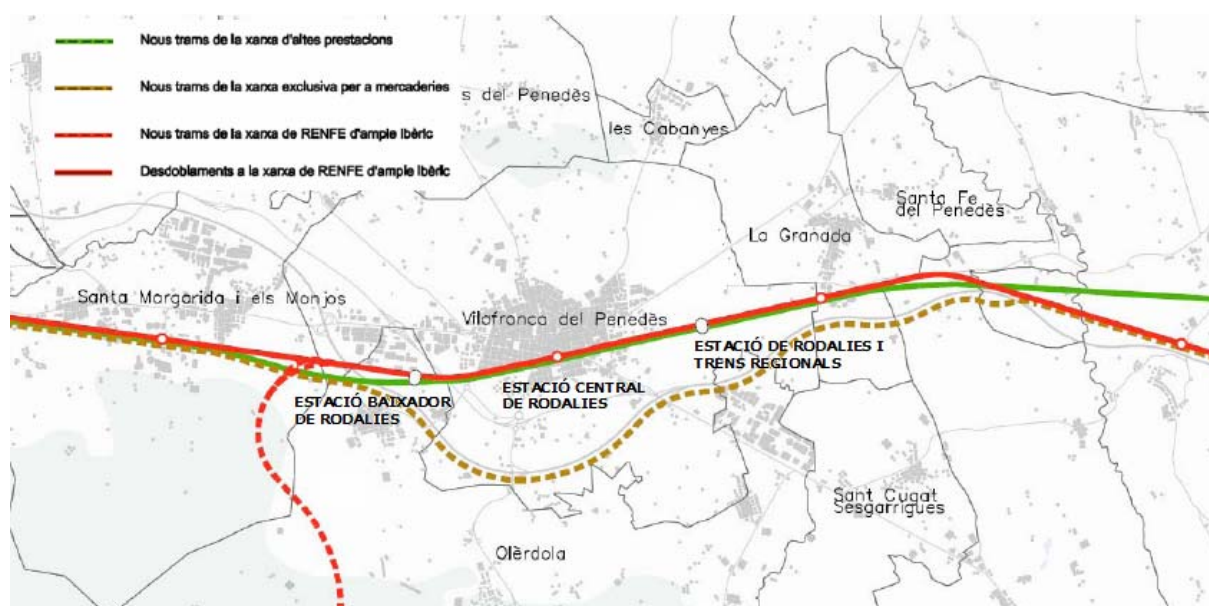 Nous trams de la xarxa d'altes prestacions
Nous trams de la xarxa exclusiva per a mercaderies
Nous trams de la xarxa de RENFE d'ample Ibèric
Desdoblaments a la xarxa de RENFE d'ample Ibèric
s del Penedès
les Cabanyes
Santa Fe
del Penedès
La Granada
Santa Margarida i els Monjos
Vilafranca del Penedès
ESTACIÓ DE RODALIES I
TRENS REGIONALS
ESTACIÓ CENTRAL
DE RODALIES
ESTACIÓ BAIXADOR
DE RODALIES
Sant Cugat
Sesgarrigues
Olèrdola